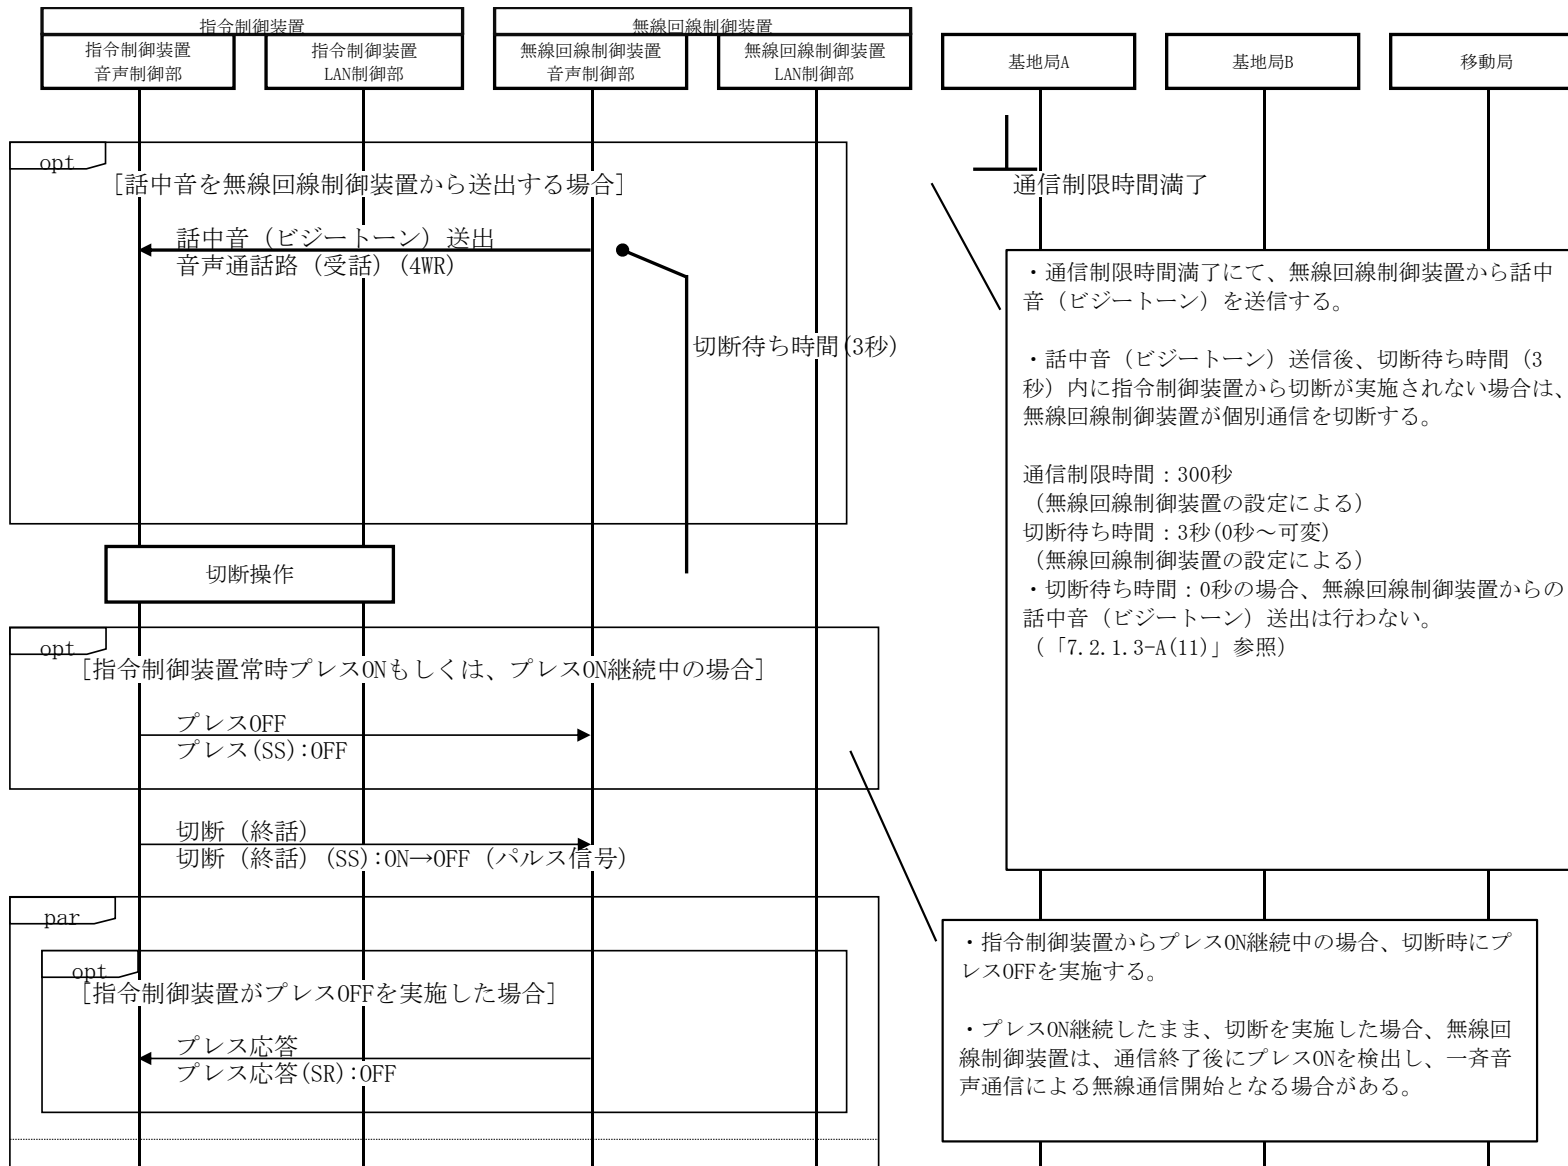 指令制御装置
無線回線制御装置
指令制御装置
音声制御部
指令制御装置
LAN制御部
無線回線制御装置
音声制御部
無線回線制御装置
LAN制御部
基地局A
基地局B
移動局
opt
[話中音を無線回線制御装置から送出する場合]
通信制限時間満了
話中音（ビジートーン）送出
音声通話路（受話）(4WR)
切断待ち時間(3秒)
・通信制限時間満了にて、無線回線制御装置から話中
音（ビジートーン）を送信する。
・話中音（ビジートーン）送信後、切断待ち時間（3
秒）内に指令制御装置から切断が実施されない場合は、
無線回線制御装置が個別通信を切断する。
通信制限時間：300秒
（無線回線制御装置の設定による）
切断待ち時間：3秒(0秒～可変)
（無線回線制御装置の設定による）
・切断待ち時間：0秒の場合、無線回線制御装置からの
話中音（ビジートーン）送出は行わない。
（「7.2.1.3-A(11)」参照）
切断操作
opt
[指令制御装置常時プレスONもしくは、プレスON継続中の場合]
プレスOFF
プレス(SS):OFF
切断（終話）
切断（終話）(SS):ON→OFF（パルス信号）
par
opt
[指令制御装置がプレスOFFを実施した場合]
プレス応答
プレス応答(SR):OFF
・指令制御装置からプレスON継続中の場合、切断時にプ
レスOFFを実施する。
・プレスON継続したまま、切断を実施した場合、無線回
線制御装置は、通信終了後にプレスONを検出し、一斉音
声通信による無線通信開始となる場合がある。